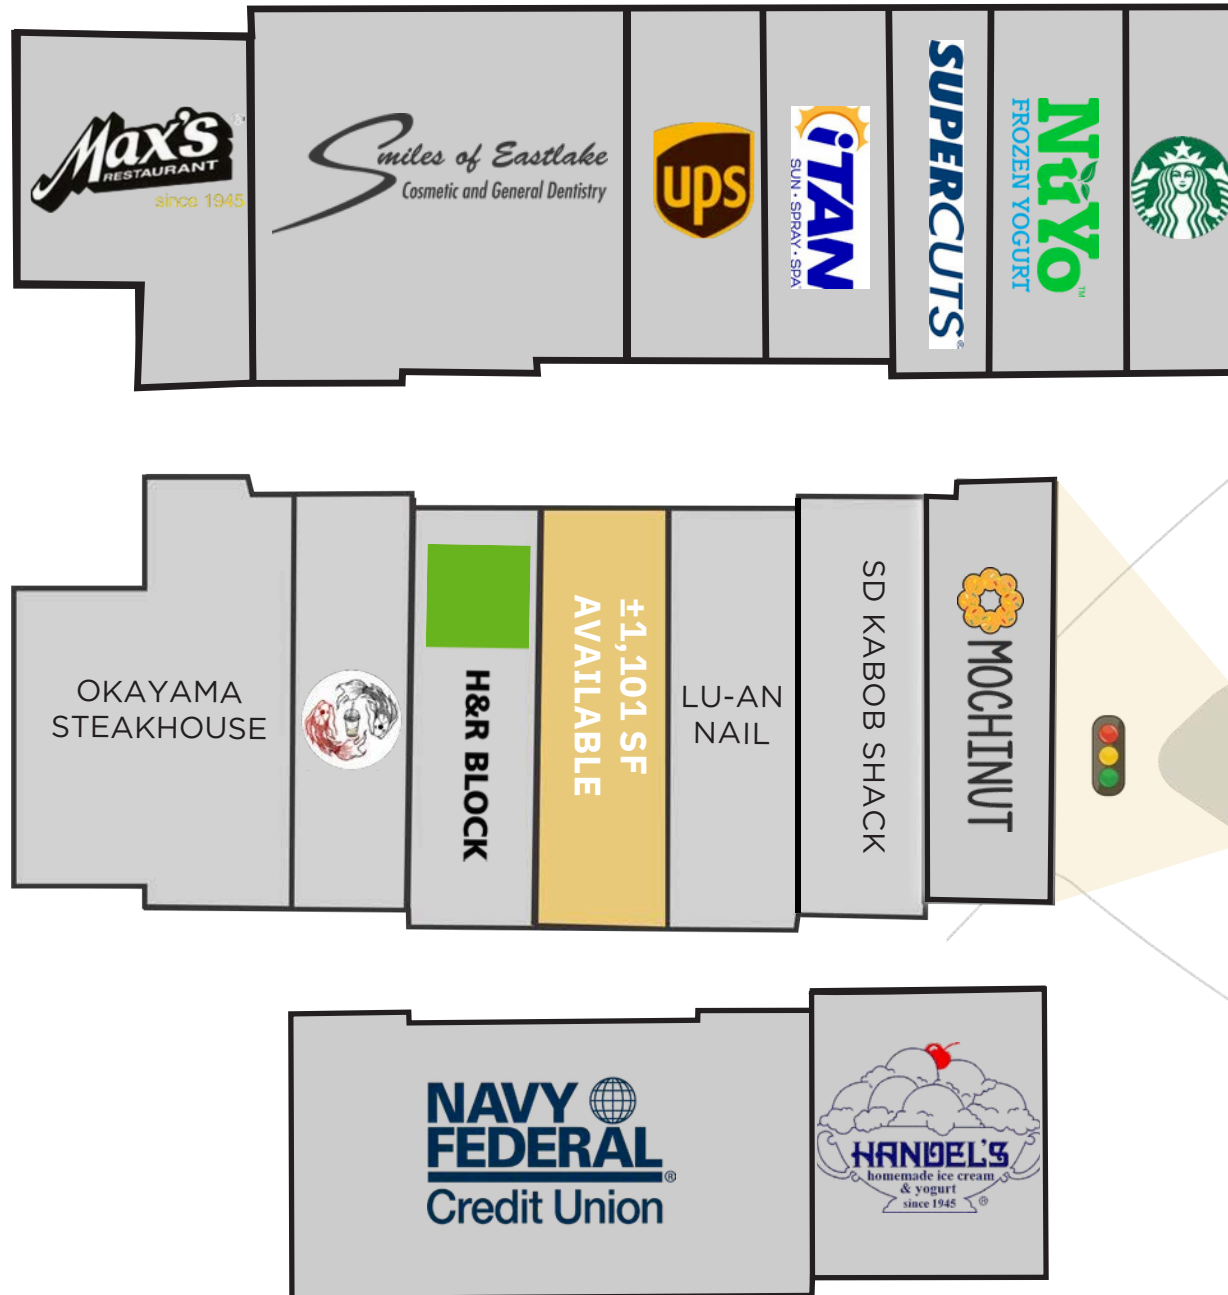 Max's
RESTAURANT
since 1945
Smiles of Eastlake
Cosmetic and General Dentistry
ups
iTAN
SUN · SPRAY · SPA
SUPERCUTS®
NuYo™
FROZEN YOGURT
OKAYAMA
STEAKHOUSE
H&R BLOCK
±1,101 SF
AVAILABLE
LU-AN
NAIL
SD KABOB SHACK
MOCHINUT
NAVY
FEDERAL®
Credit Union
HANDEL'S
homemade ice cream
& yogurt
since 1945 ®